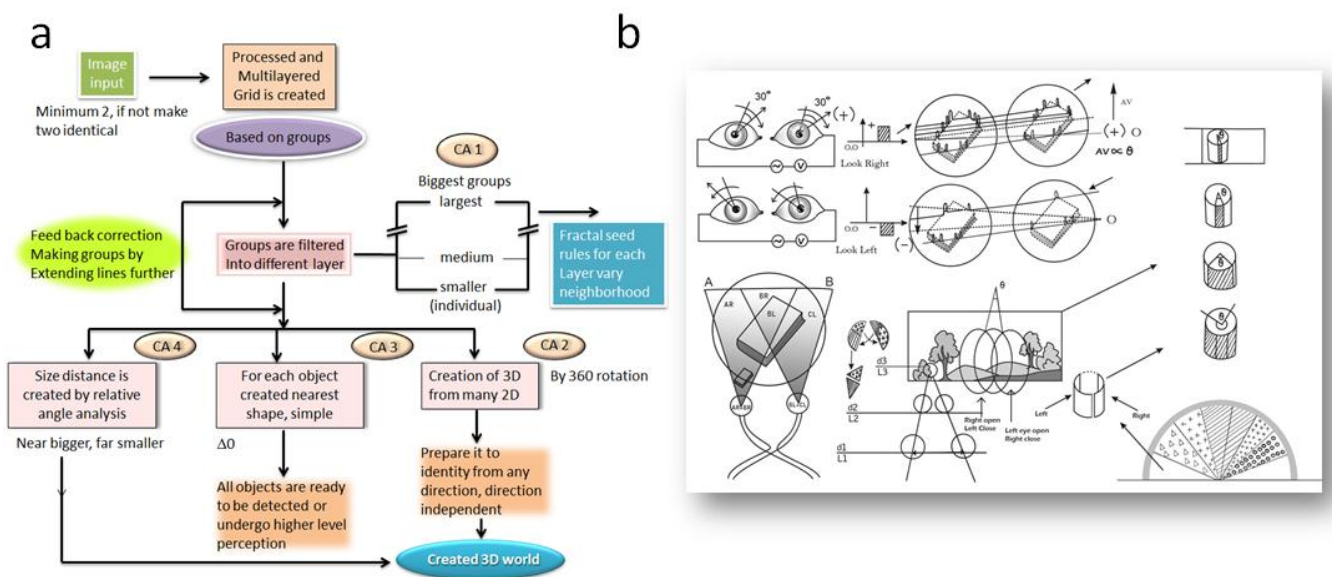 a
Image
input
Minimum 2, if not make
two identical
Processed and
Multilayered
Grid is created
Based on groups
CA 1
Biggest groups
largest
medium
smaller
(individual)
Feed back correction
Making groups by
Extending lines further
Groups are filtered
Into different layer
Fractal seed
rules for each
Layer vary
neighborhood
CA 4
CA 3
CA 2
Size distance is
created by relative
angle analysis
For each object
created nearest
shape, simple
Creation of 3D
from many 2D
By 360 rotation
Near bigger, far smaller
Δ0
Prepare it to
identity from any
direction, direction
independent
All objects are ready
to be detected or
undergo higher level
perception
Created 3D world
b
30°
30°
(+)
+
O.O
Look Right
AV
(+) O
AV∝θ
~
V
O.O
−
(−)
Look Left
O
~
V
A
B
AR
BR
BL
CL
θ
d3
L3
d2
L2
d1
L1
Right open
Left Close
Left eye open
Right close
Left
Right
θ
θ
θ
θ